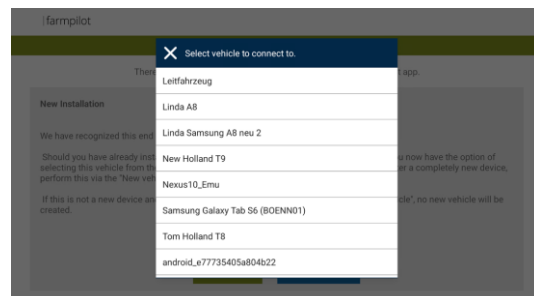 farmpilot
Select vehicle to connect to.
There
t app.
Leitfahrzeug
New Installation
Linda A8
We have recognized this end
Linda Samsung A8 neu 2
Should you have already inst
u now have the option of
New Holland T9
selecting this vehicle from th
er a completely new device,
perform this via the "New veh
Nexus10_Emu
If this is not a new device an
cle", no new vehicle will be
created.
Samsung Galaxy Tab S6 (BOENN01)
Tom Holland T8
android_e77735405a804b22